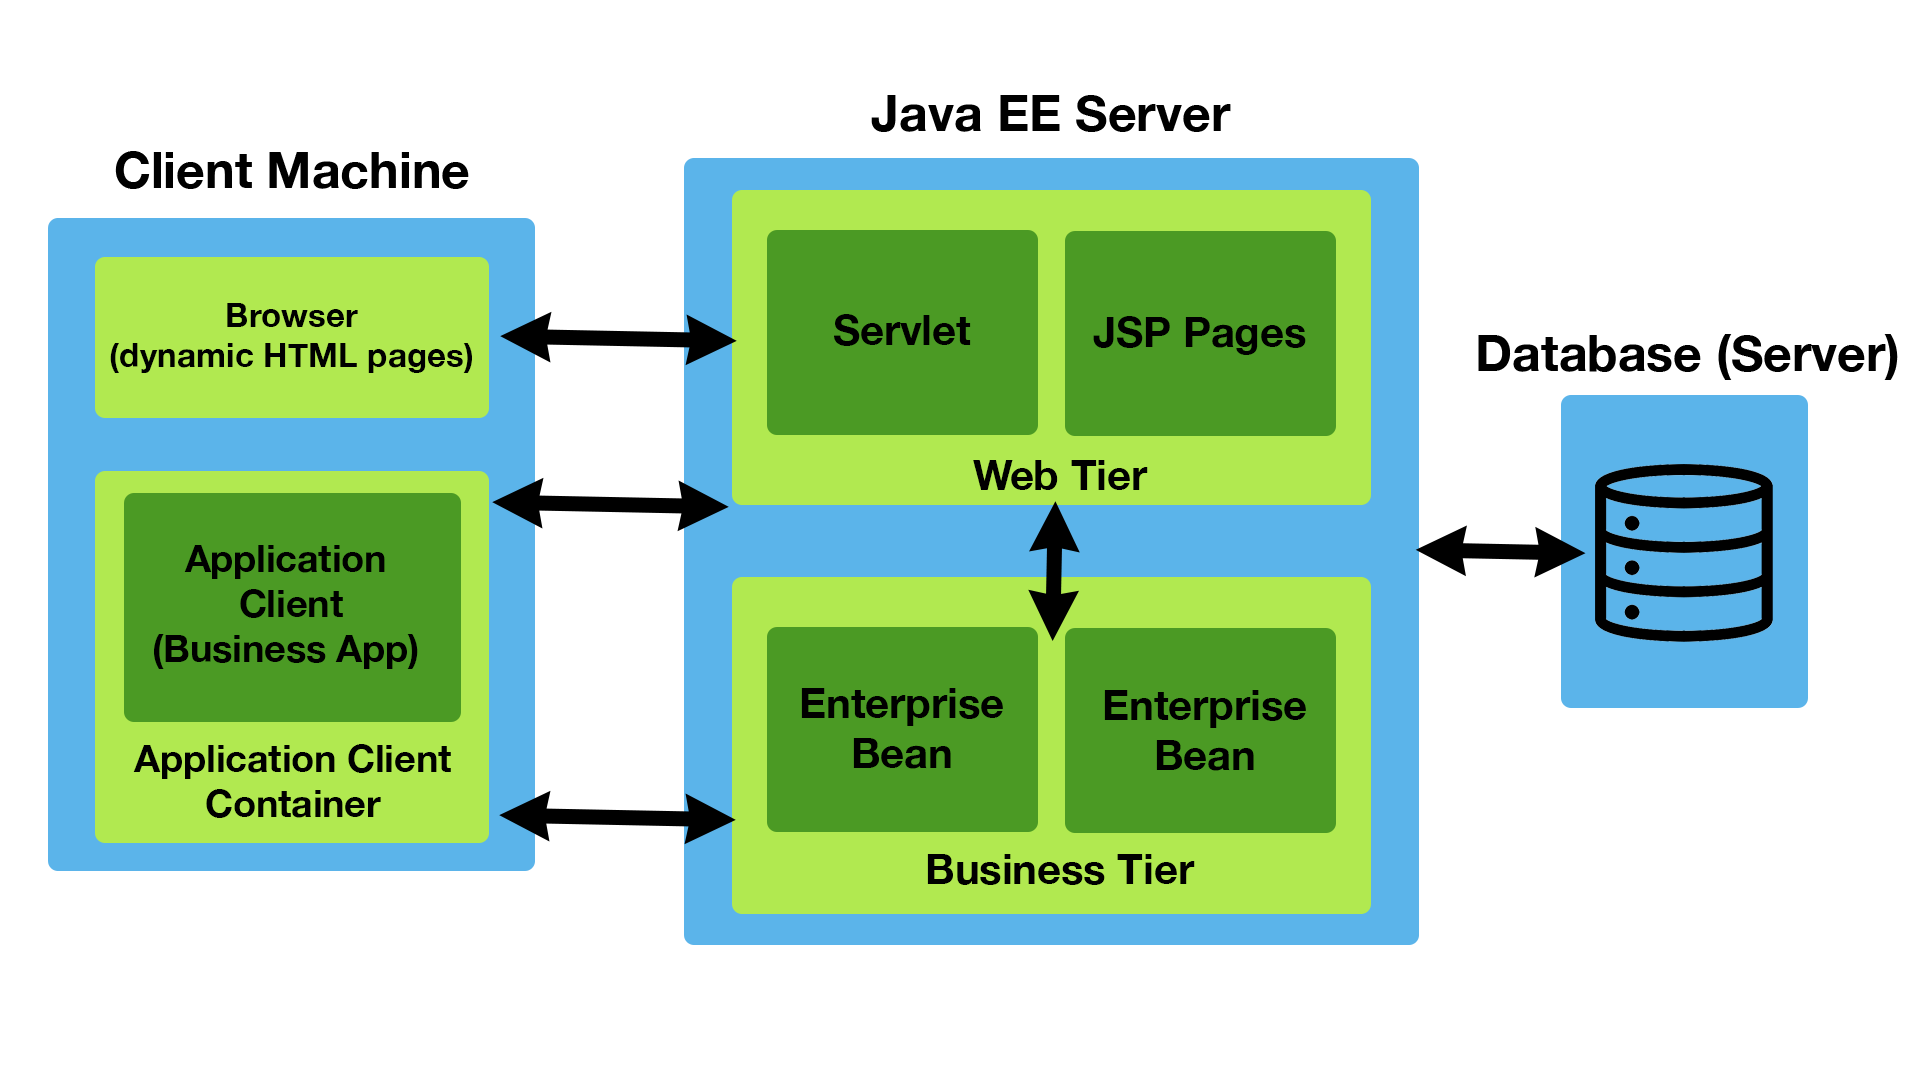 Client Machine
Browser
(dynamic HTML pages)
Application
Client
(Business App)
Application Client
Container
Java EE Server
Servlet
JSP Pages
Web Tier
Enterprise
Bean
Enterprise
Bean
Business Tier
Database (Server)